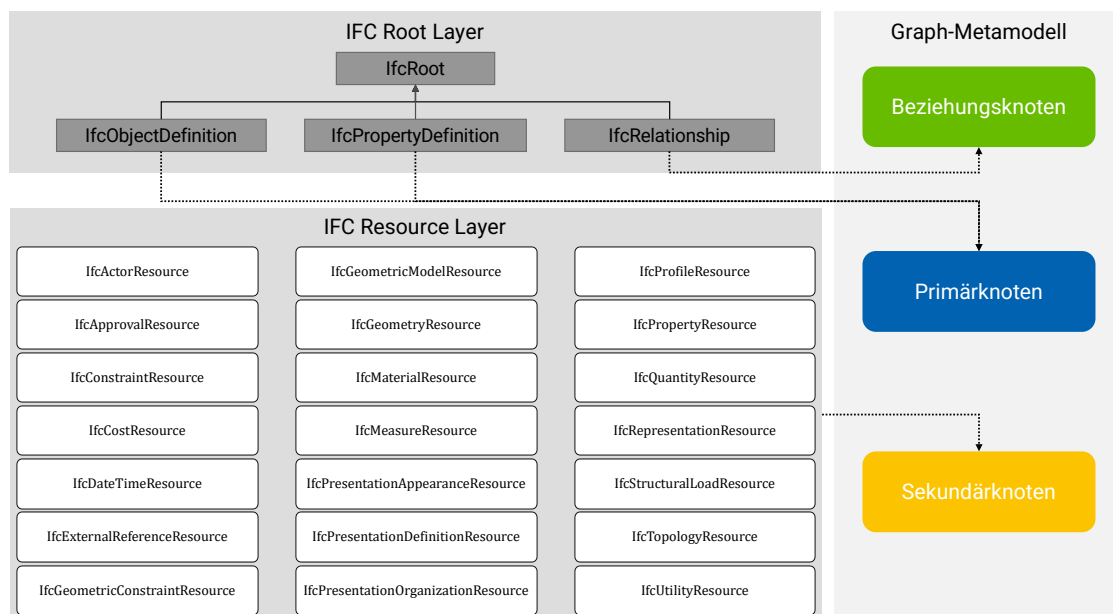 IFC Root Layer
IfcRoot
IfcObjectDefinition
IfcPropertyDefinition
IfcRelationship
IFC Resource Layer
IfcActorResource
IfcGeometricModelResource
IfcProfileResource
IfcApprovalResource
IfcGeometryResource
IfcPropertyResource
IfcConstraintResource
IfcMaterialResource
IfcQuantityResource
IfcCostResource
IfcMeasureResource
IfcRepresentationResource
IfcDateTimeResource
IfcPresentationAppearanceResource
IfcStructuralLoadResource
IfcExternalReferenceResource
IfcPresentationDefinitionResource
IfcTopologyResource
IfcGeometricConstraintResource
IfcPresentationOrganizationResource
IfcUtilityResource
Graph-Metamodell
Beziehungsknoten
Primärknoten
Sekundärknoten